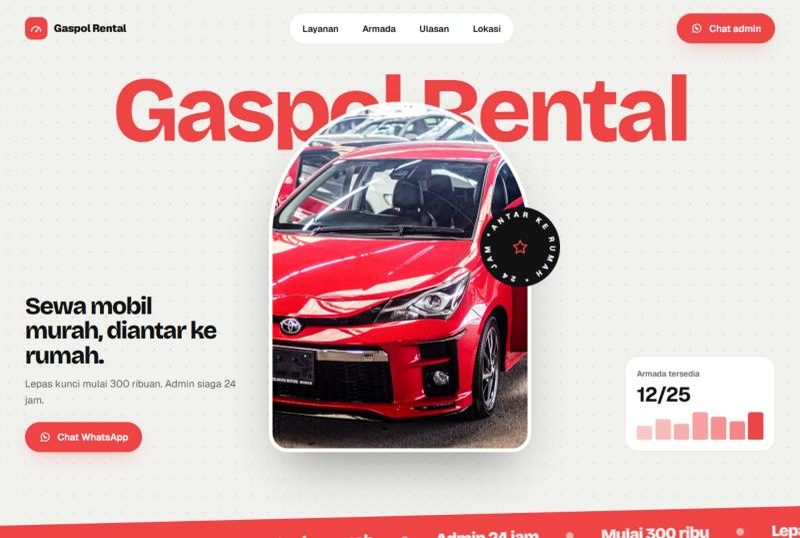 Gaspol Rental
Layanan
Armada
Ulasan
Lokasi
Chat admin
Gaspol Rental
ANTAR KE RUMAH • 24 JAM •
Sewa mobil
murah, diantar ke
rumah.
Lepas kunci mulai 300 ribuan. Admin siaga 24
jam.
Chat WhatsApp
Armada tersedia
12/25
Admin 24 jam
Mulai 300 ribu